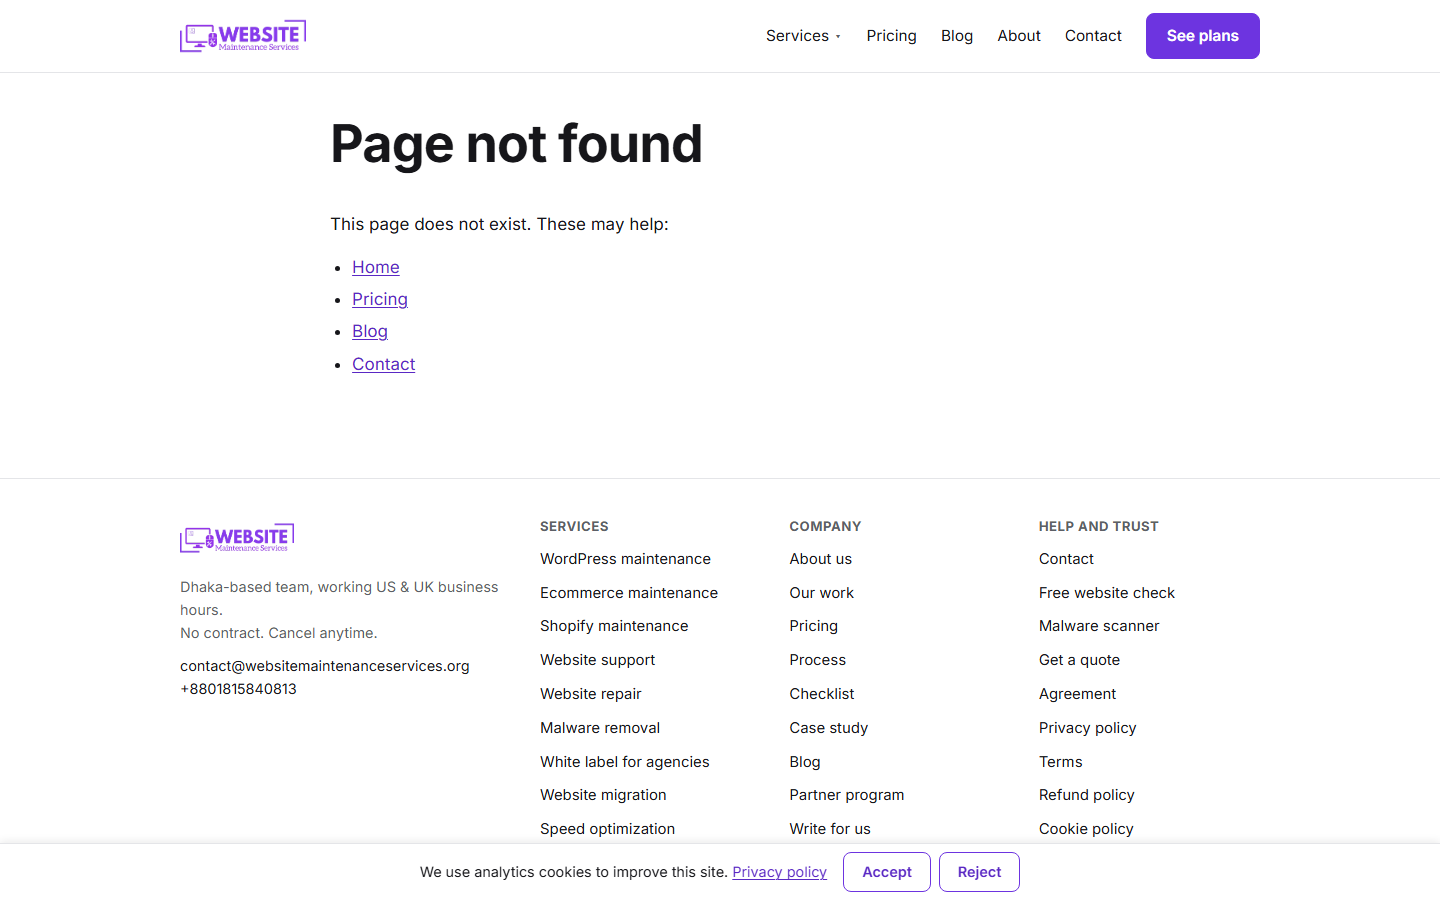 WEBSITE
Maintenance Services
Services
Pricing
Blog
About
Contact
See plans
Page not found
This page does not exist. These may help:
Home
Pricing
Blog
Contact
WEBSITE
Maintenance Services
Dhaka-based team, working US & UK business
hours.
No contract. Cancel anytime.
contact@websitemaintenanceservices.org
+8801815840813
SERVICES
WordPress maintenance
Ecommerce maintenance
Shopify maintenance
Website support
Website repair
Malware removal
White label for agencies
Website migration
Speed optimization
COMPANY
About us
Our work
Pricing
Process
Checklist
Case study
Blog
Partner program
Write for us
HELP AND TRUST
Contact
Free website check
Malware scanner
Get a quote
Agreement
Privacy policy
Terms
Refund policy
Cookie policy
We use analytics cookies to improve this site. Privacy policy
Accept
Reject